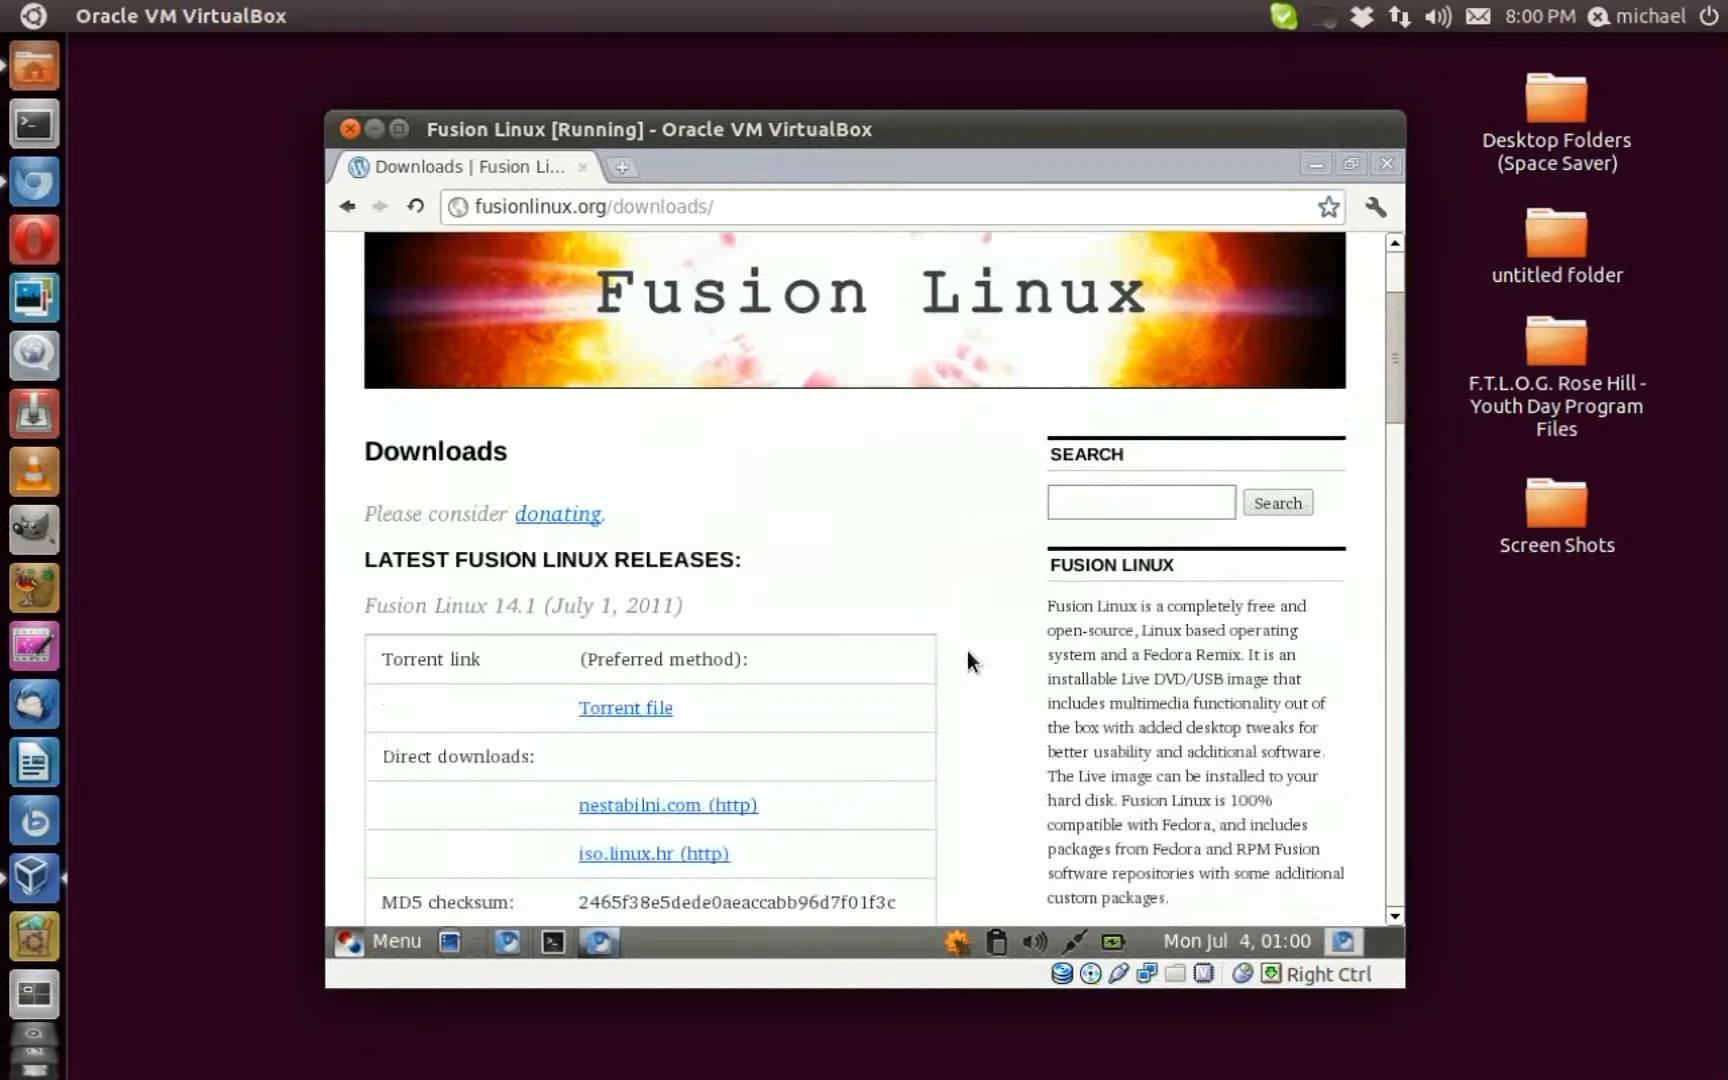 Oracle VM VirtualBox
8:00 PM michael
Desktop Folders
(Space Saver)
untitled folder
F.T.L.O.G. Rose Hill -
Youth Day Program
Files
Screen Shots
Fusion Linux [Running] - Oracle VM VirtualBox
Downloads | Fusion Li...
fusionlinux.org/downloads/
Fusion Linux
Downloads
Please consider donating.
LATEST FUSION LINUX RELEASES:
Fusion Linux 14.1 (July 1, 2011)
Torrent link (Preferred method):
Torrent file
Direct downloads:
nestabilni.com (http)
iso.linux.hr (http)
MD5 checksum: 2465f38e5dede0aeaccabb96d7f01f3c
SEARCH
Search
FUSION LINUX
Fusion Linux is a completely free and
open-source, Linux based operating
system and a Fedora Remix. It is an
installable Live DVD/USB image that
includes multimedia functionality out of
the box with added desktop tweaks for
better usability and additional software.
The Live image can be installed to your
hard disk. Fusion Linux is 100%
compatible with Fedora, and includes
packages from Fedora and RPM Fusion
software repositories with some additional
custom packages.
Menu
Mon Jul 4, 01:00
Right Ctrl